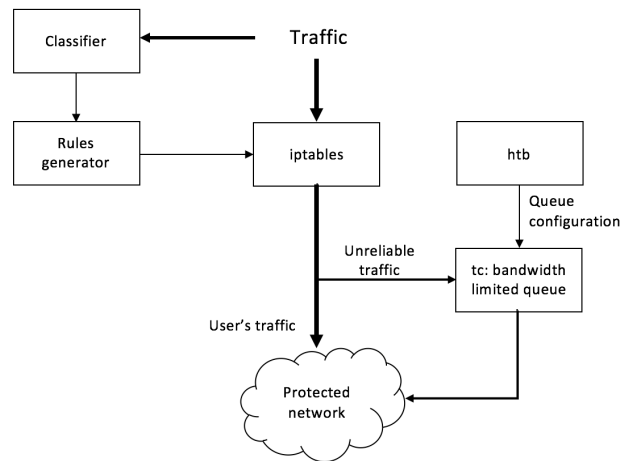 Classifier
Traffic
Rules
generator
iptables
htb
Queue
configuration
Unreliable
traffic
tc: bandwidth
limited queue
User's traffic
Protected
network